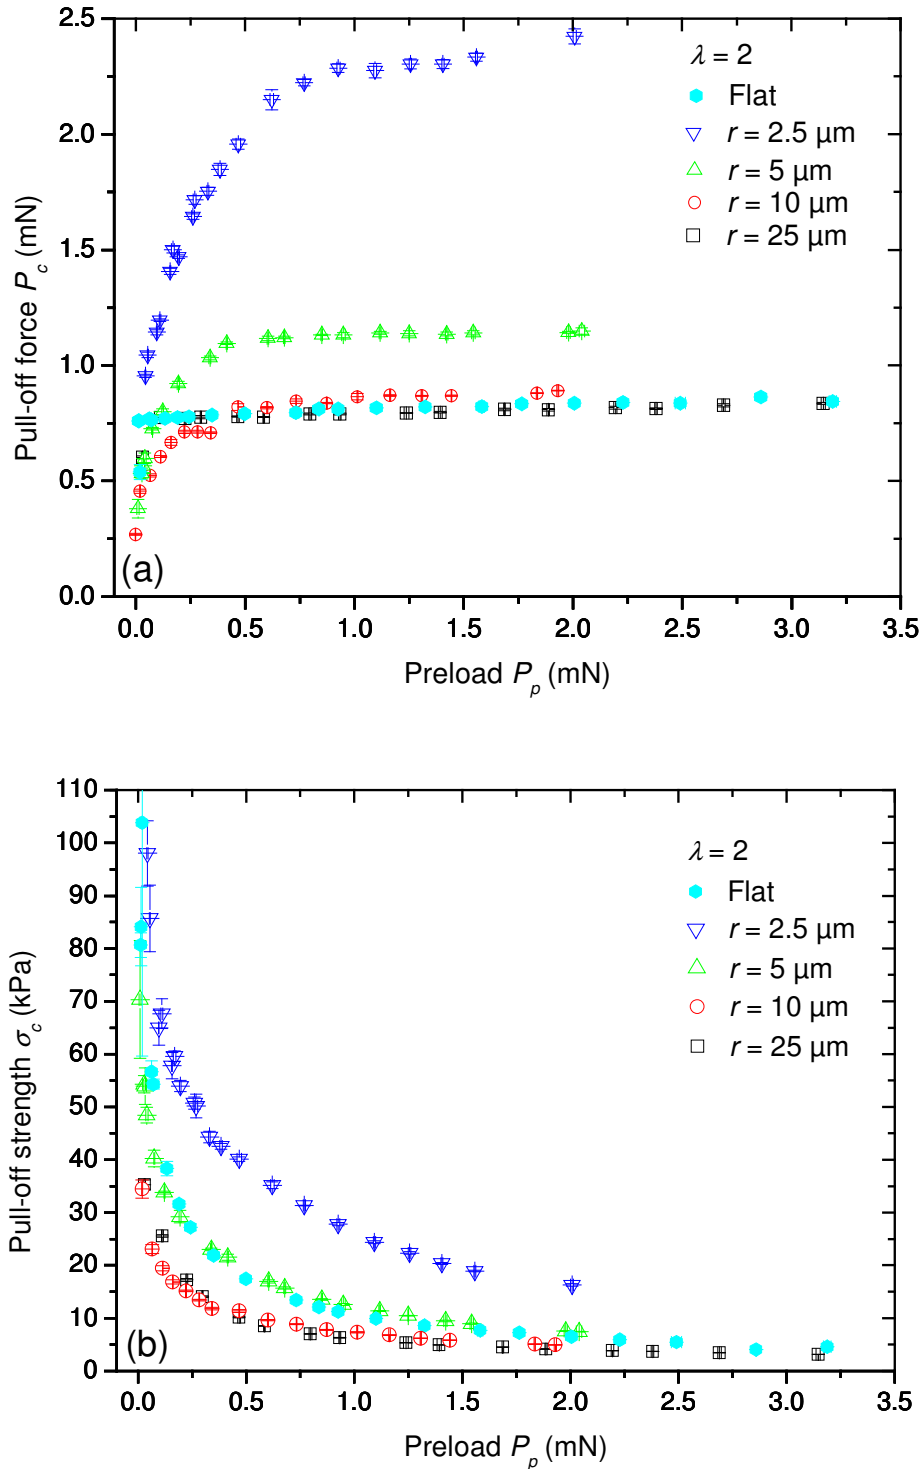 2.5
2.0
1.5
1.0
0.5
0.0
Pull-off force P_c (mN)
λ = 2
Flat
r = 2.5 µm
r = 5 µm
r = 10 µm
r = 25 µm
(a)
0.0 0.5 1.0 1.5 2.0 2.5 3.0 3.5
Preload P_p (mN)
110
100
90
80
70
60
50
40
30
20
10
0
Pull-off strength σ_c (kPa)
λ = 2
Flat
r = 2.5 µm
r = 5 µm
r = 10 µm
r = 25 µm
(b)
0.0 0.5 1.0 1.5 2.0 2.5 3.0 3.5
Preload P_p (mN)